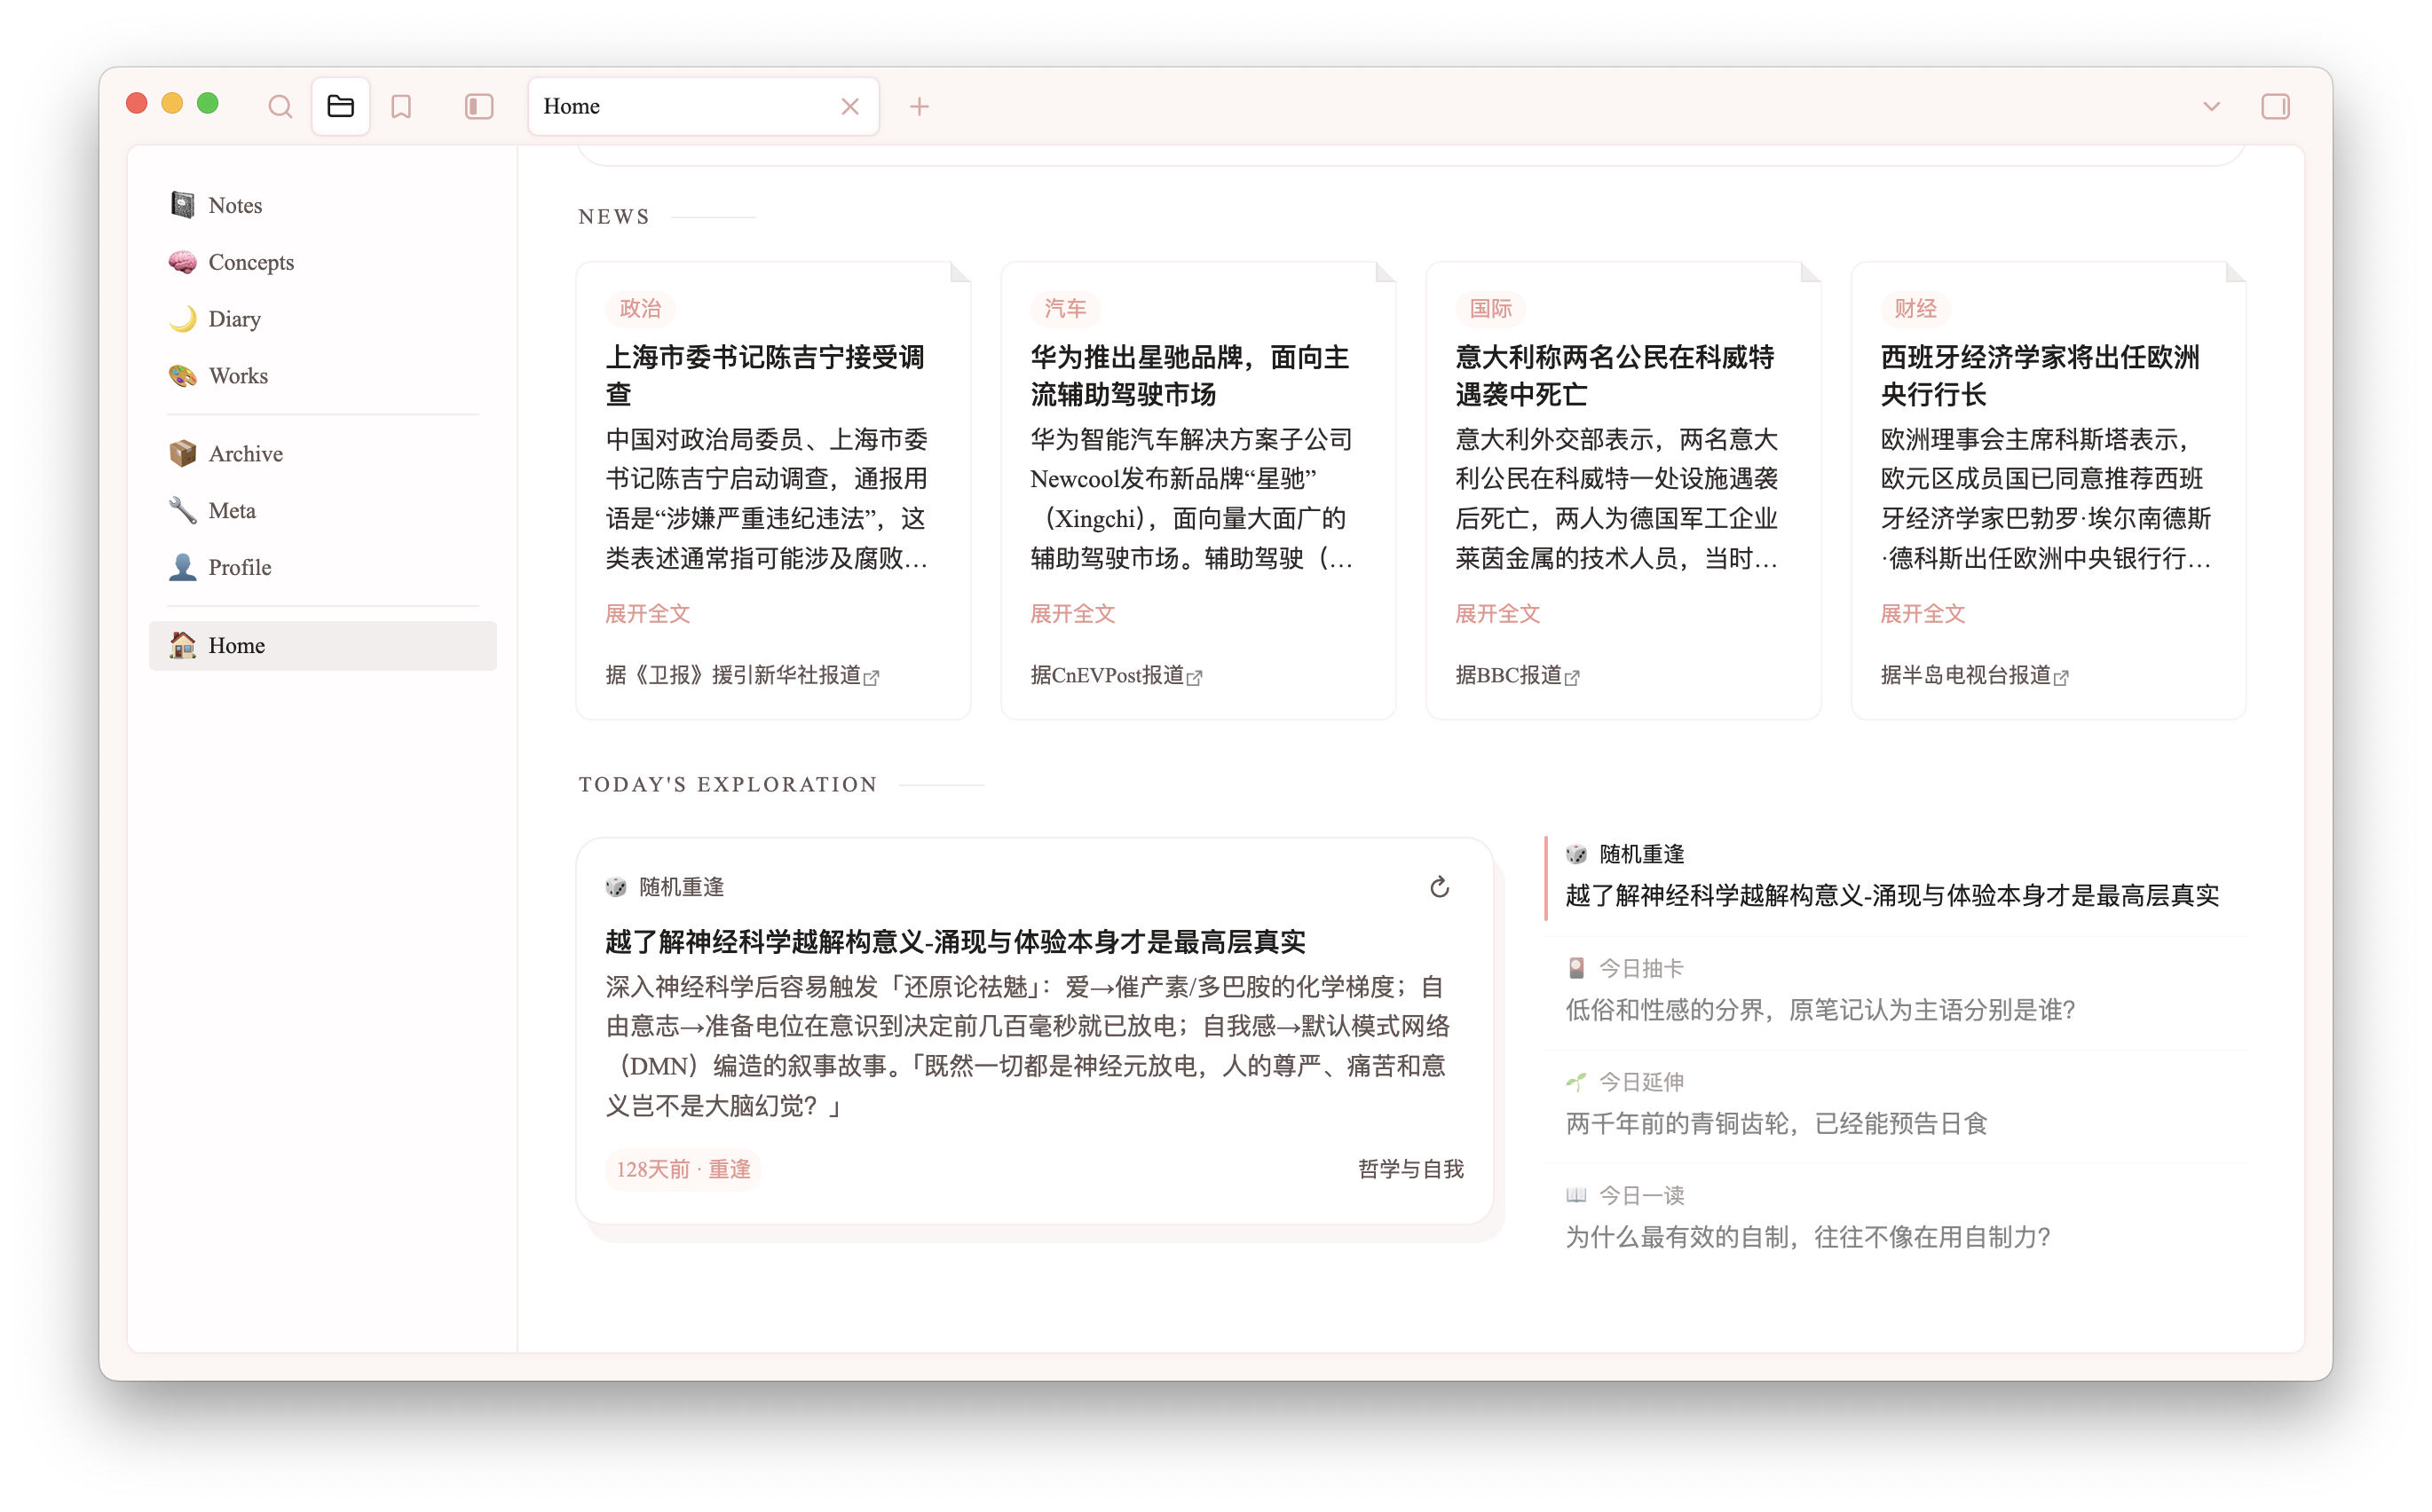 Home
Notes
Concepts
Diary
Works
Archive
Meta
Profile
Home
NEWS
政治
上海市委书记陈吉宁接受调
查
中国对政治局委员、上海市委
书记陈吉宁启动调查，通报用
语是“涉嫌严重违纪违法”，这
类表述通常指可能涉及腐败…
展开全文
据《卫报》援引新华社报道
汽车
华为推出星驰品牌，面向主
流辅助驾驶市场
华为智能汽车解决方案子公司
Newcool发布新品牌“星驰”
（Xingchi），面向量大面广的
辅助驾驶市场。辅助驾驶（…
展开全文
据CnEVPost报道
国际
意大利称两名公民在科威特
遇袭中死亡
意大利外交部表示，两名意大
利公民在科威特一处设施遇袭
后死亡，两人为德国军工企业
莱茵金属的技术人员，当时…
展开全文
据BBC报道
财经
西班牙经济学家将出任欧洲
央行行长
欧洲理事会主席科斯塔表示，
欧元区成员国已同意推荐西班
牙经济学家巴勃罗·埃尔南德斯
·德科斯出任欧洲中央银行行…
展开全文
据半岛电视台报道
TODAY'S EXPLORATION
随机重逢
越了解神经科学越解构意义-涌现与体验本身才是最高层真实
深入神经科学后容易触发「还原论祛魅」：爱→催产素/多巴胺的化学梯度；自
由意志→准备电位在意识到决定前几百毫秒就已放电；自我感→默认模式网络
（DMN）编造的叙事故事。「既然一切都是神经元放电，人的尊严、痛苦和意
义岂不是大脑幻觉？」
128天前 · 重逢
哲学与自我
随机重逢
越了解神经科学越解构意义-涌现与体验本身才是最高层真实
今日抽卡
低俗和性感的分界，原笔记认为主语分别是谁？
今日延伸
两千年前的青铜齿轮，已经能预告日食
今日一读
为什么最有效的自制，往往不像在用自制力？